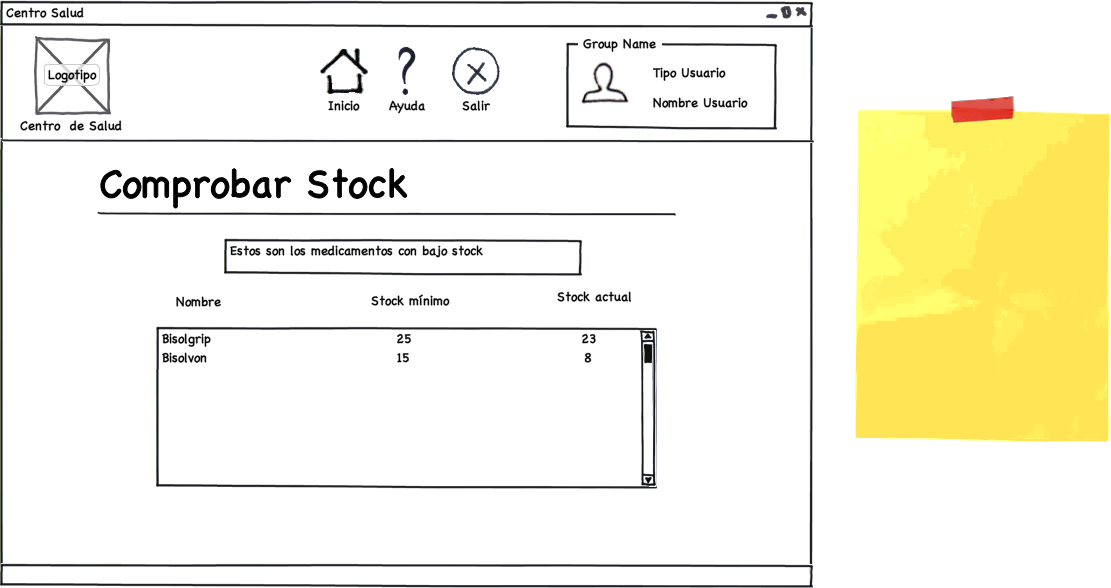 Centro Salud
Logotipo
Centro de Salud
Inicio
Ayuda
Salir
Group Name
Tipo Usuario
Nombre Usuario
Comprobar Stock
Estos son los medicamentos con bajo stock
Nombre Stock mínimo Stock actual
Bisolgrip 25 23
Bisolvon 15 8